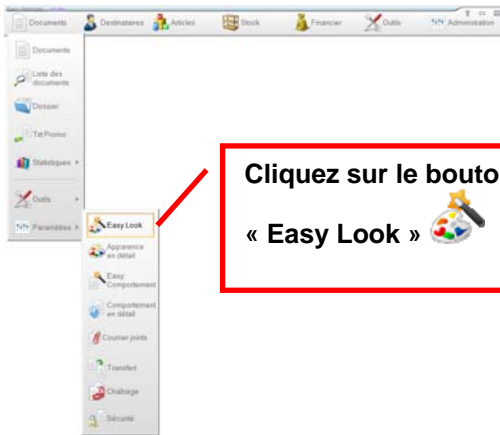 Documents Destinataires Articles Stock Financier Outils Administration
Documents
Liste des
documents
Dossier
Txt Promo
Statistiques
Outils
Paramètres
Easy Look
Apparence
en détail
Easy
Comportement
Comportement
en détail
Courrier joints
Transfert
Chaînage
Sécurité
Cliquez sur le bouto
« Easy Look »